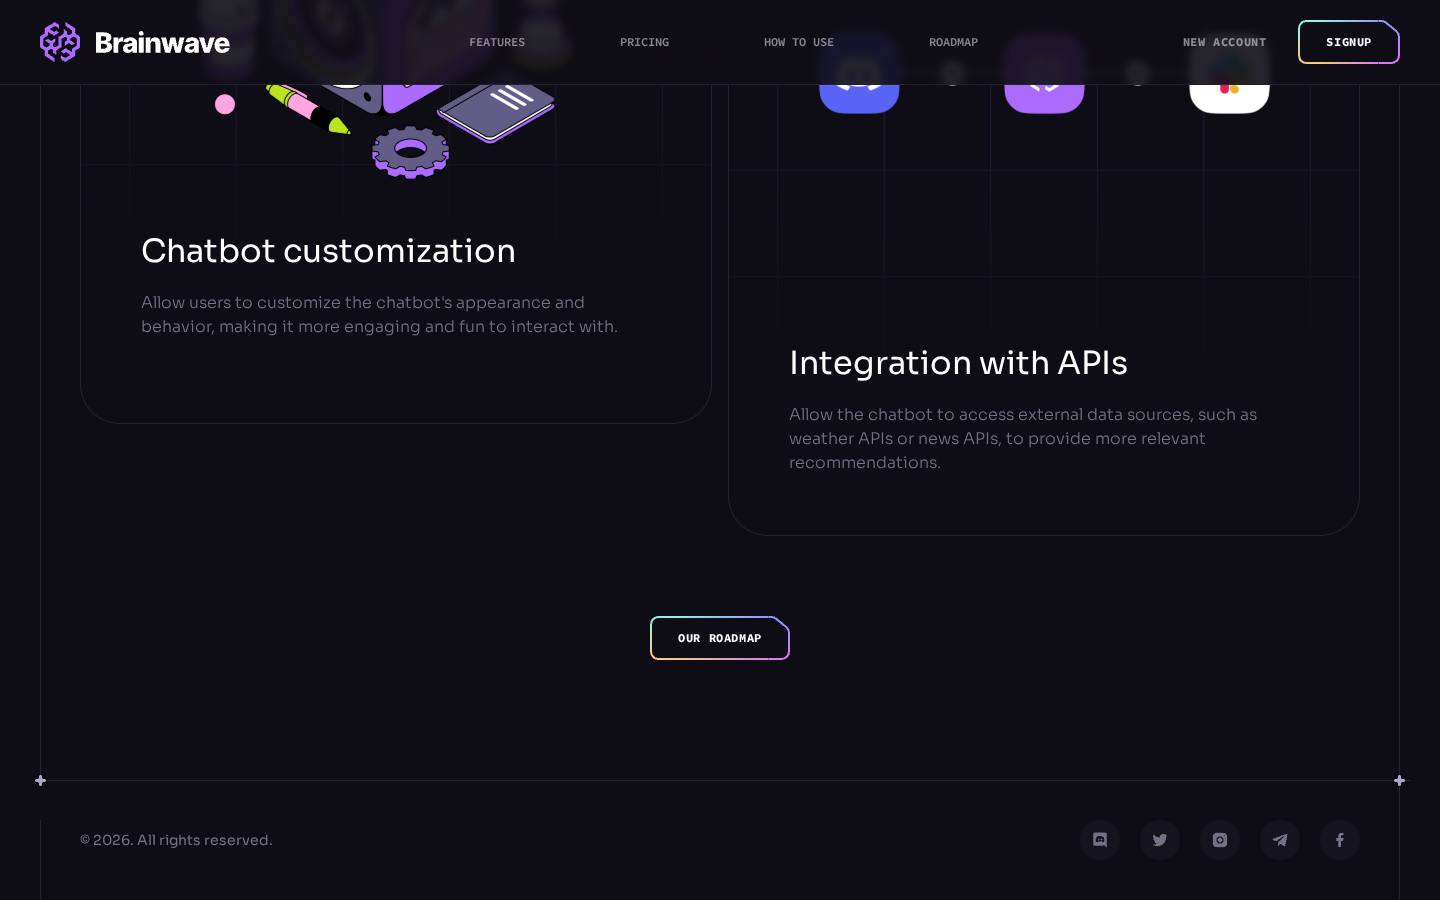 Brainwave
FEATURES
PRICING
HOW TO USE
ROADMAP
NEW ACCOUNT
SIGNUP
Chatbot customization
Allow users to customize the chatbot's appearance and
behavior, making it more engaging and fun to interact with.
Integration with APIs
Allow the chatbot to access external data sources, such as
weather APIs or news APIs, to provide more relevant
recommendations.
OUR ROADMAP
© 2026. All rights reserved.